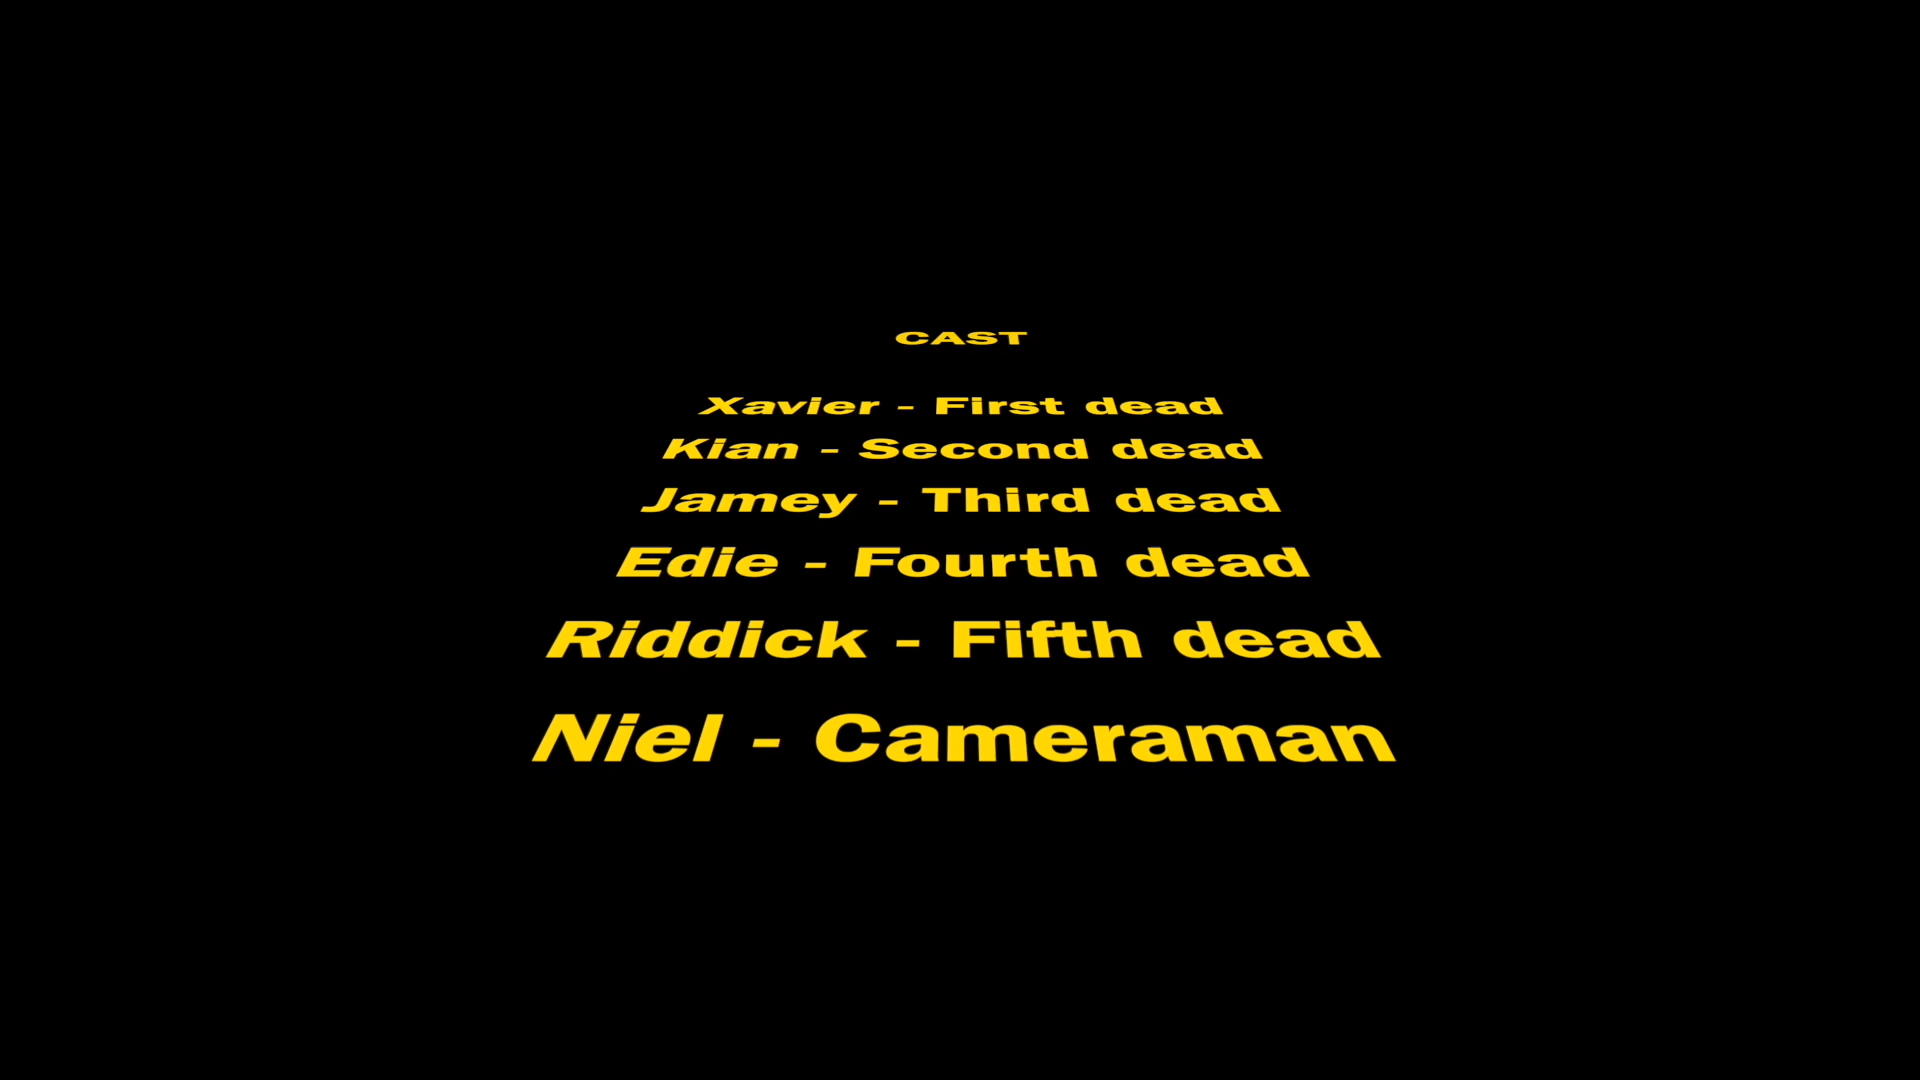 CAST
Xavier - First dead
Kian - Second dead
Jamey - Third dead
Edie - Fourth dead
Riddick - Fifth dead
Niel - Cameraman